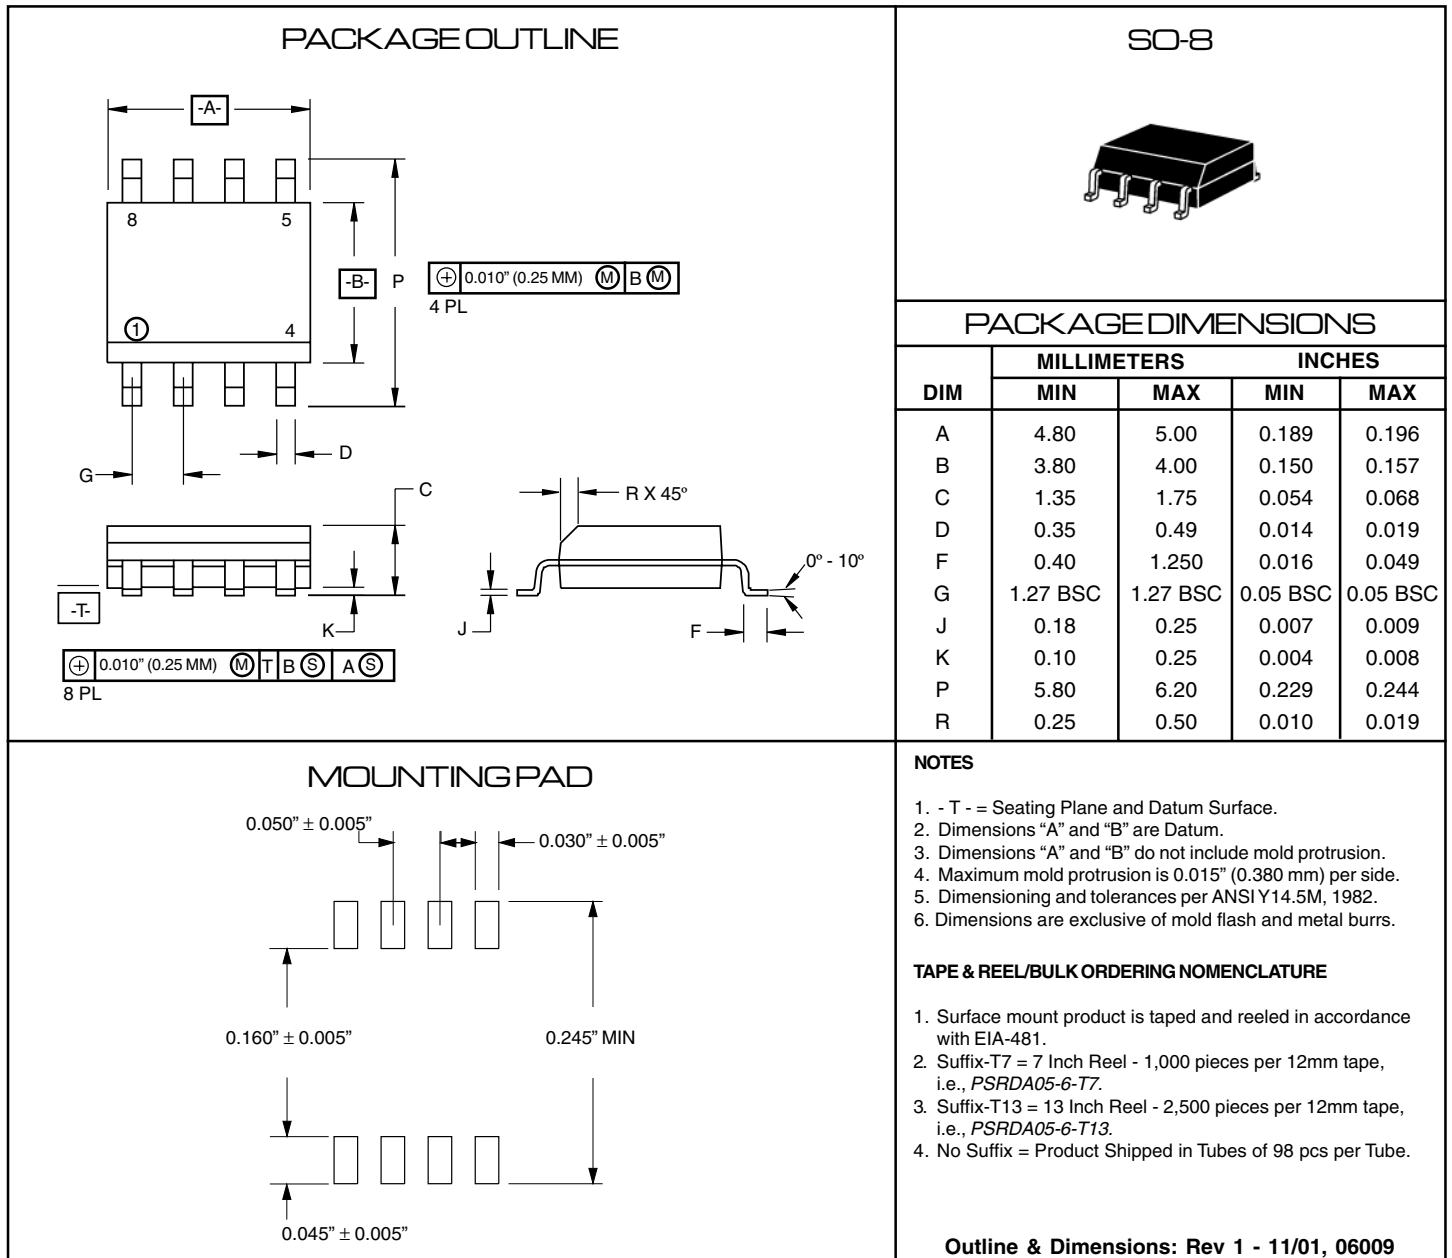 PACKAGE OUTLINE
-A-
8 5
-B- P
⌖ 0.010” (0.25 MM) Ⓜ B Ⓜ
4 PL
① 4
D
G
C
R X 45º
0º - 10º
-T-
K
J
F
⌖ 0.010” (0.25 MM) Ⓜ T B Ⓢ A Ⓢ
8 PL
SO-8
PACKAGE DIMENSIONS
MILLIMETERS INCHES
DIM MIN MAX MIN MAX
A 4.80 5.00 0.189 0.196
B 3.80 4.00 0.150 0.157
C 1.35 1.75 0.054 0.068
D 0.35 0.49 0.014 0.019
F 0.40 1.250 0.016 0.049
G 1.27 BSC 1.27 BSC 0.05 BSC 0.05 BSC
J 0.18 0.25 0.007 0.009
K 0.10 0.25 0.004 0.008
P 5.80 6.20 0.229 0.244
R 0.25 0.50 0.010 0.019
MOUNTING PAD
0.050” ± 0.005”
0.030” ± 0.005”
0.160” ± 0.005”
0.245” MIN
0.045” ± 0.005”
NOTES
1. - T - = Seating Plane and Datum Surface.
2. Dimensions “A” and “B” are Datum.
3. Dimensions “A” and “B” do not include mold protrusion.
4. Maximum mold protrusion is 0.015” (0.380 mm) per side.
5. Dimensioning and tolerances per ANSI Y14.5M, 1982.
6. Dimensions are exclusive of mold flash and metal burrs.
TAPE & REEL/BULK ORDERING NOMENCLATURE
1. Surface mount product is taped and reeled in accordance
with EIA-481.
2. Suffix-T7 = 7 Inch Reel - 1,000 pieces per 12mm tape,
i.e., PSRDA05-6-T7.
3. Suffix-T13 = 13 Inch Reel - 2,500 pieces per 12mm tape,
i.e., PSRDA05-6-T13.
4. No Suffix = Product Shipped in Tubes of 98 pcs per Tube.
Outline & Dimensions: Rev 1 - 11/01, 06009